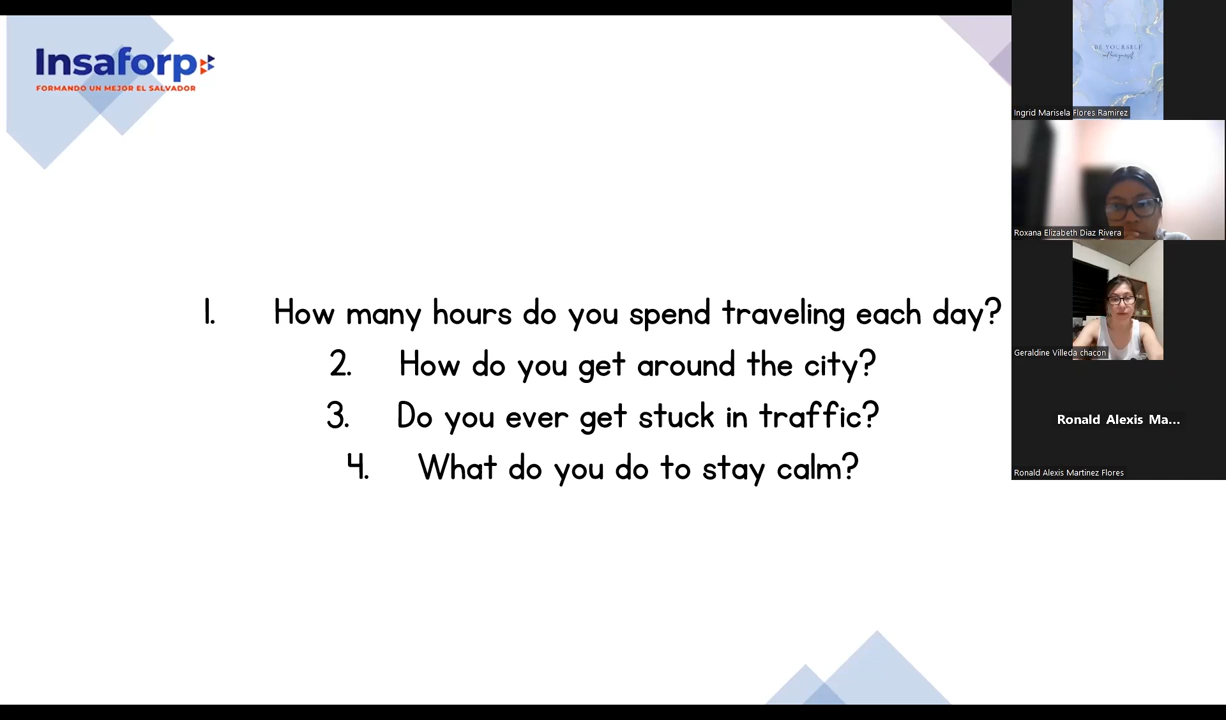 Insaforp
FORMANDO UN MEJOR EL SALVADOR
1. How many hours do you spend traveling each day?
2. How do you get around the city?
3. Do you ever get stuck in traffic?
4. What do you do to stay calm?
BE YOURSELF
Ingrid Marisela Flores Ramirez
Roxana Elizabeth Diaz Rivera
Geraldine Villeda chacon
Ronald Alexis Ma...
Ronald Alexis Martinez Flores